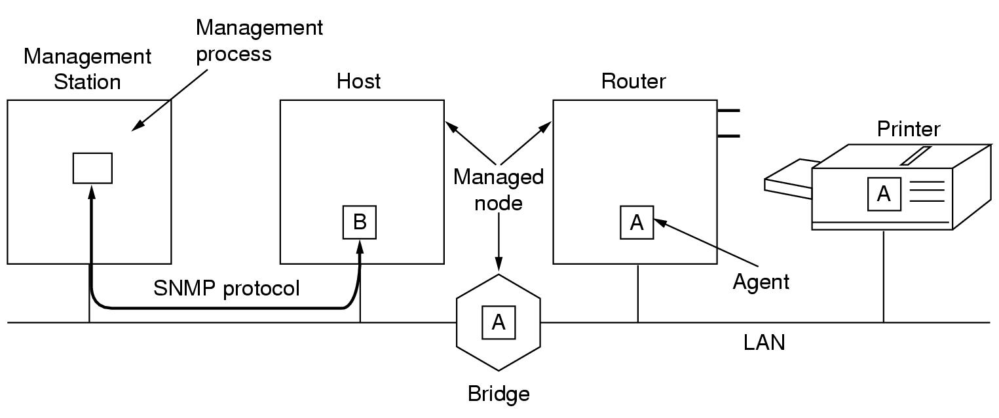 Management
process
Management
Station
Host
Router
Printer
Managed
node
B
A
A
Agent
SNMP protocol
A
LAN
Bridge